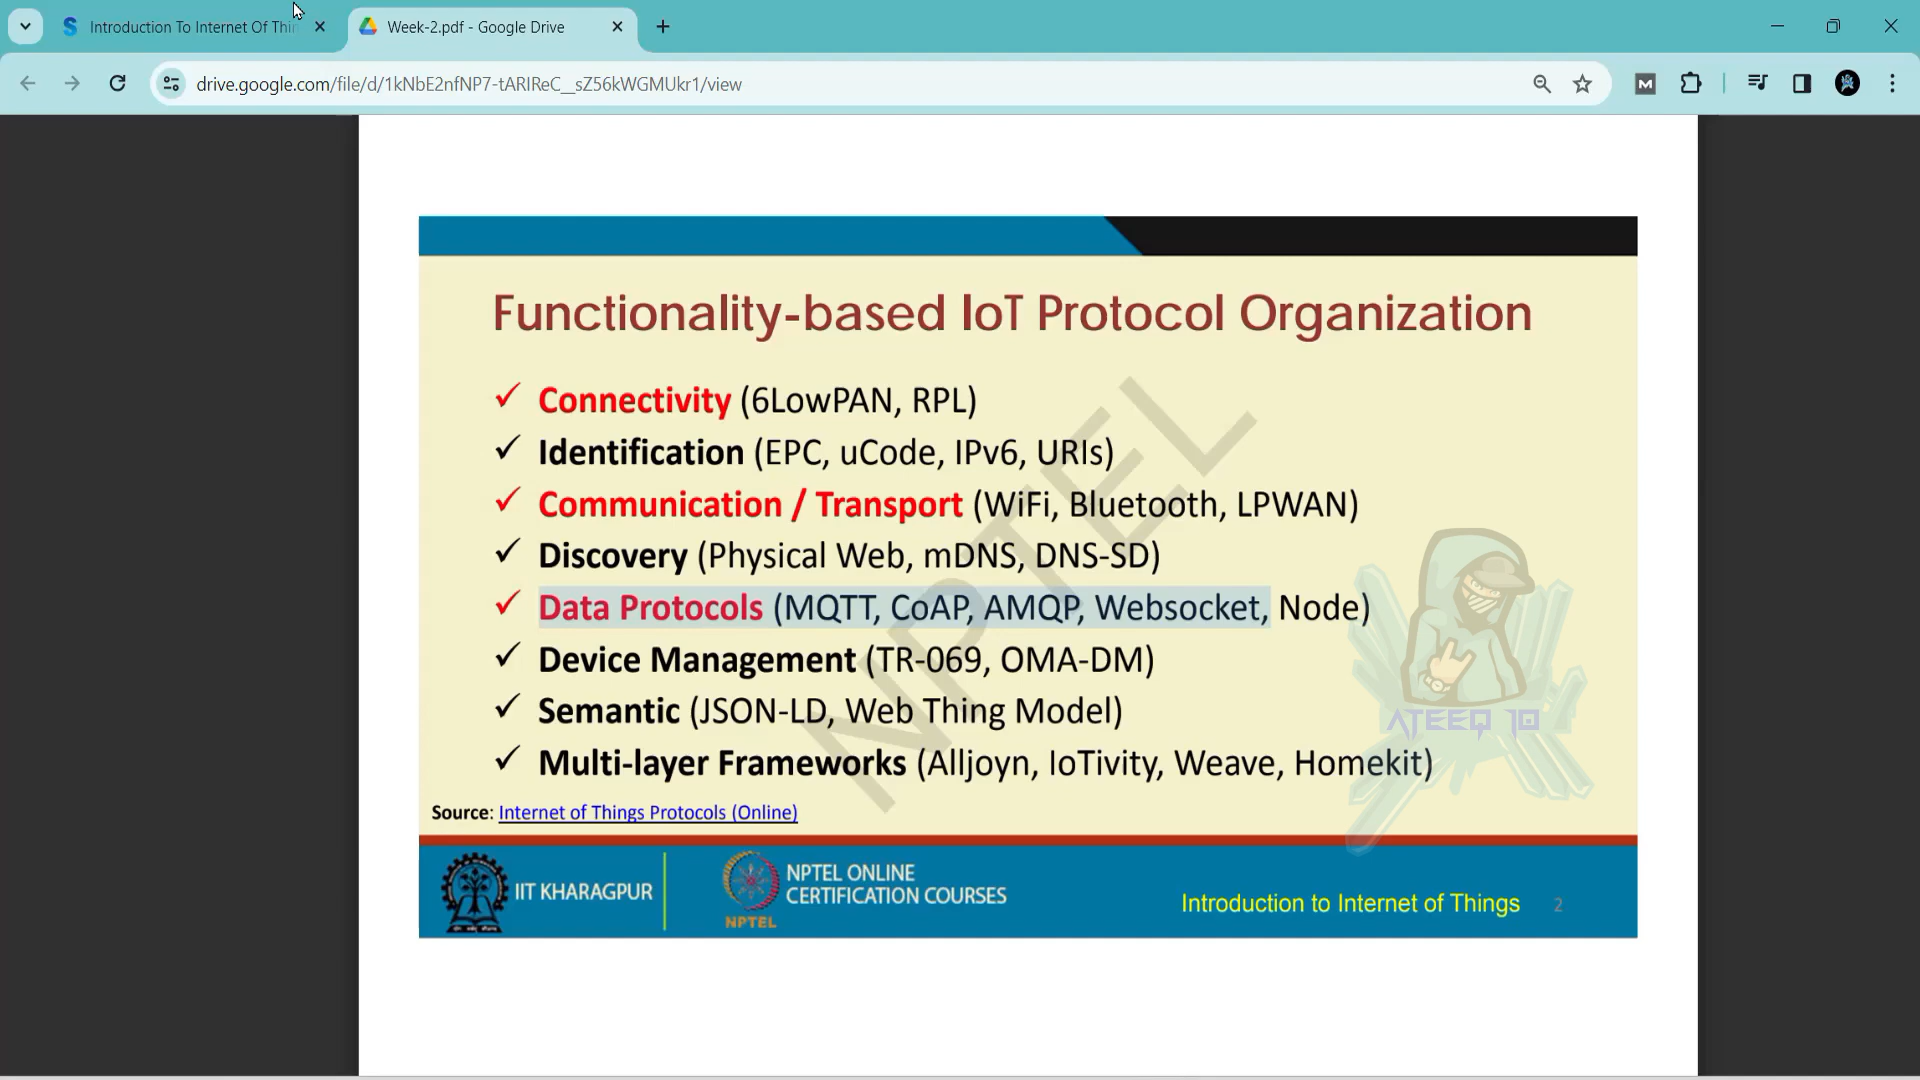 Introduction To Internet Of Thin
Week-2.pdf - Google Drive
drive.google.com/file/d/1kNbE2nfNP7-tARIReC__sZ56kWGMUkr1/view
M
Functionality-based IoT Protocol Organization
✓ Connectivity (6LowPAN, RPL)
✓ Identification (EPC, uCode, IPv6, URIs)
✓ Communication / Transport (WiFi, Bluetooth, LPWAN)
✓ Discovery (Physical Web, mDNS, DNS-SD)
✓ Data Protocols (MQTT, CoAP, AMQP, Websocket, Node)
✓ Device Management (TR-069, OMA-DM)
✓ Semantic (JSON-LD, Web Thing Model)
✓ Multi-layer Frameworks (Alljoyn, IoTivity, Weave, Homekit)
NPTEL
ATEEQ 10
Source: Internet of Things Protocols (Online)
IIT KHARAGPUR
NPTEL
NPTEL ONLINE
CERTIFICATION COURSES
Introduction to Internet of Things
2